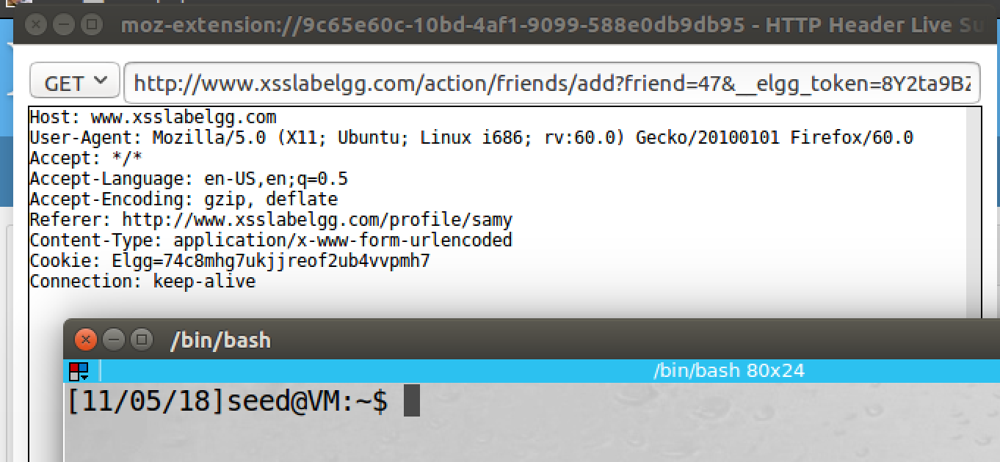 moz-extension://9c65e60c-10bd-4af1-9099-588e0db9db95 - HTTP Header Live Su
GET http://www.xsslabelgg.com/action/friends/add?friend=47&__elgg_token=8Y2ta9BZ
Host: www.xsslabelgg.com
User-Agent: Mozilla/5.0 (X11; Ubuntu; Linux i686; rv:60.0) Gecko/20100101 Firefox/60.0
Accept: */*
Accept-Language: en-US,en;q=0.5
Accept-Encoding: gzip, deflate
Referer: http://www.xsslabelgg.com/profile/samy
Content-Type: application/x-www-form-urlencoded
Cookie: Elgg=74c8mhg7ukjjreof2ub4vvpmh7
Connection: keep-alive
/bin/bash
/bin/bash 80x24
[11/05/18]seed@VM:~$